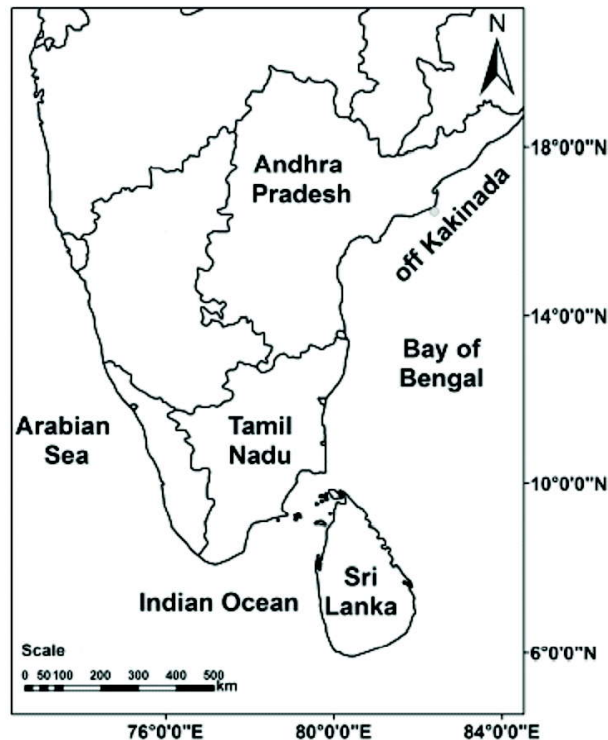 N
18°0'0"N
Andhra
Pradesh
off Kakinada
14°0'0"N
Bay of
Bengal
Arabian
Sea
Tamil
Nadu
10°0'0"N
Sri
Lanka
Indian Ocean
Scale
0 50 100 200 300 400 500
km
6°0'0"N
76°0'0"E 80°0'0"E 84°0'0"E